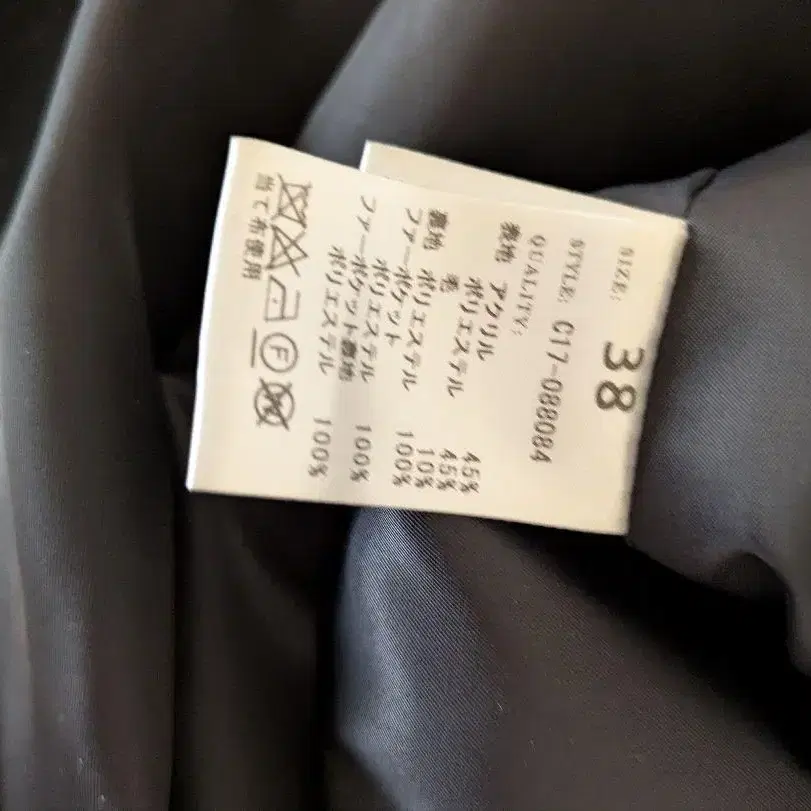 SIZE: 38
STYLE: C17-088084
QUALITY:
表地 アクリル 45%
ポリエステル 45%
毛 10%
裏地 ポリエステル 100%
ファーポケット
ポリエステル 100%
ファーポケット裏地
ポリエステル 100%
F
当て布使用